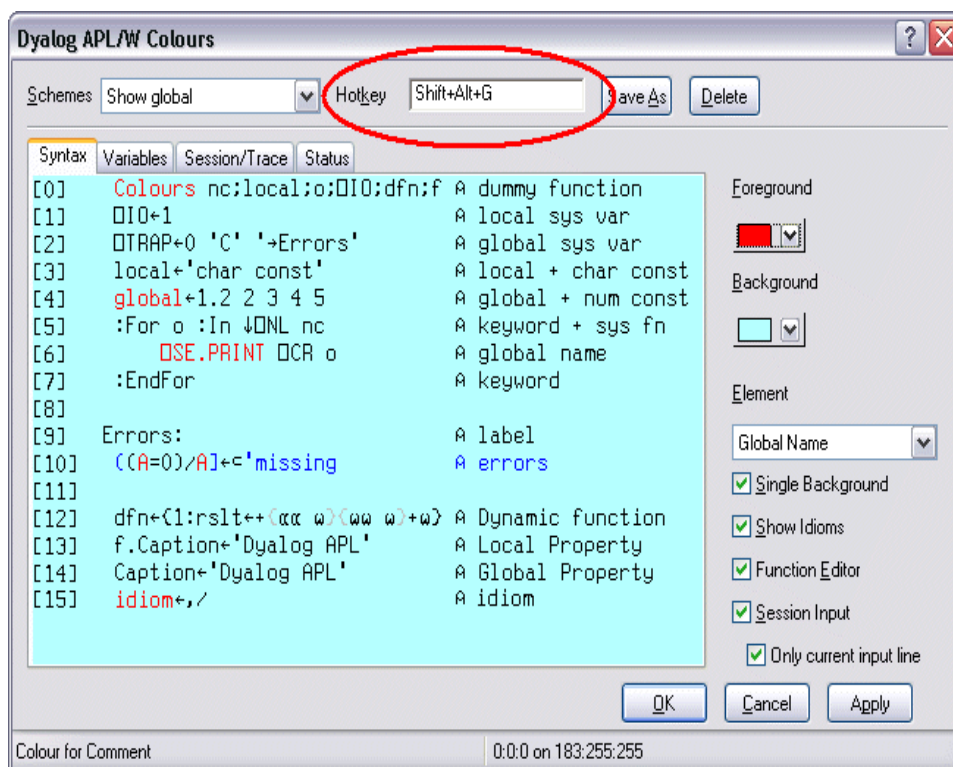 Dyalog APL/W Colours
Schemes Show global Hotkey Shift+Alt+G Save As Delete
Syntax Variables Session/Trace Status
[0] Colours nc;local;o;⎕IO;dfn;f ⍝ dummy function
[1] ⎕IO←1 ⍝ local sys var
[2] ⎕TRAP←0 'C' '→Errors' ⍝ global sys var
[3] local←'char const' ⍝ local + char const
[4] global←1.2 2 3 4 5 ⍝ global + num const
[5] :For o :In ↓⎕NL nc ⍝ keyword + sys fn
[6] ⎕SE.PRINT ⎕CR o ⍝ global name
[7] :EndFor ⍝ keyword
[8]
[9] Errors: ⍝ label
[10] ((A=0)/A]←⊂'missing ⍝ errors
[11]
[12] dfn←{1:rslt←+{⍺⍺ ⍵}{⍵⍵ ⍵}+⍵} ⍝ Dynamic function
[13] f.Caption←'Dyalog APL' ⍝ Local Property
[14] Caption←'Dyalog APL' ⍝ Global Property
[15] idiom←,/ ⍝ idiom
Foreground
Background
Element
Global Name
Single Background
Show Idioms
Function Editor
Session Input
Only current input line
OK Cancel Apply
Colour for Comment 0:0:0 on 183:255:255